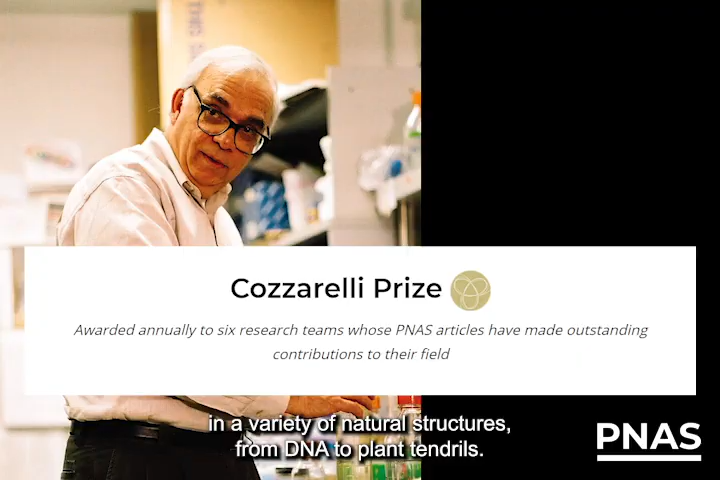 Cozzarelli Prize
Awarded annually to six research teams whose PNAS articles have made outstanding
contributions to their field
in a variety of natural structures,
from DNA to plant tendrils.
PNAS